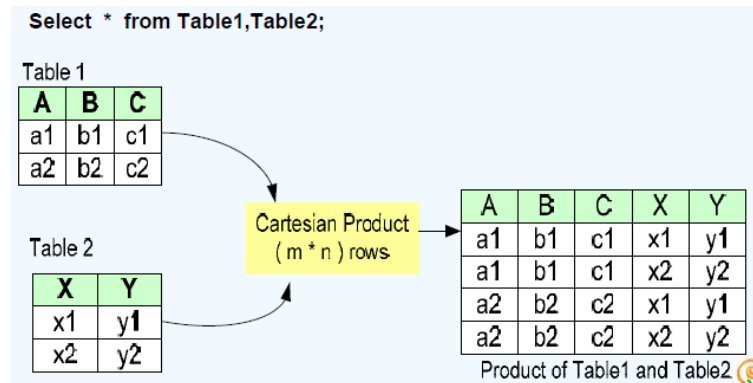 Select * from Table1,Table2;
Table 1
A B C
a1 b1 c1
a2 b2 c2
Cartesian Product
( m * n ) rows
Table 2
X Y
x1 y1
x2 y2
A B C X Y
a1 b1 c1 x1 y1
a1 b1 c1 x2 y2
a2 b2 c2 x1 y1
a2 b2 c2 x2 y2
Product of Table1 and Table2